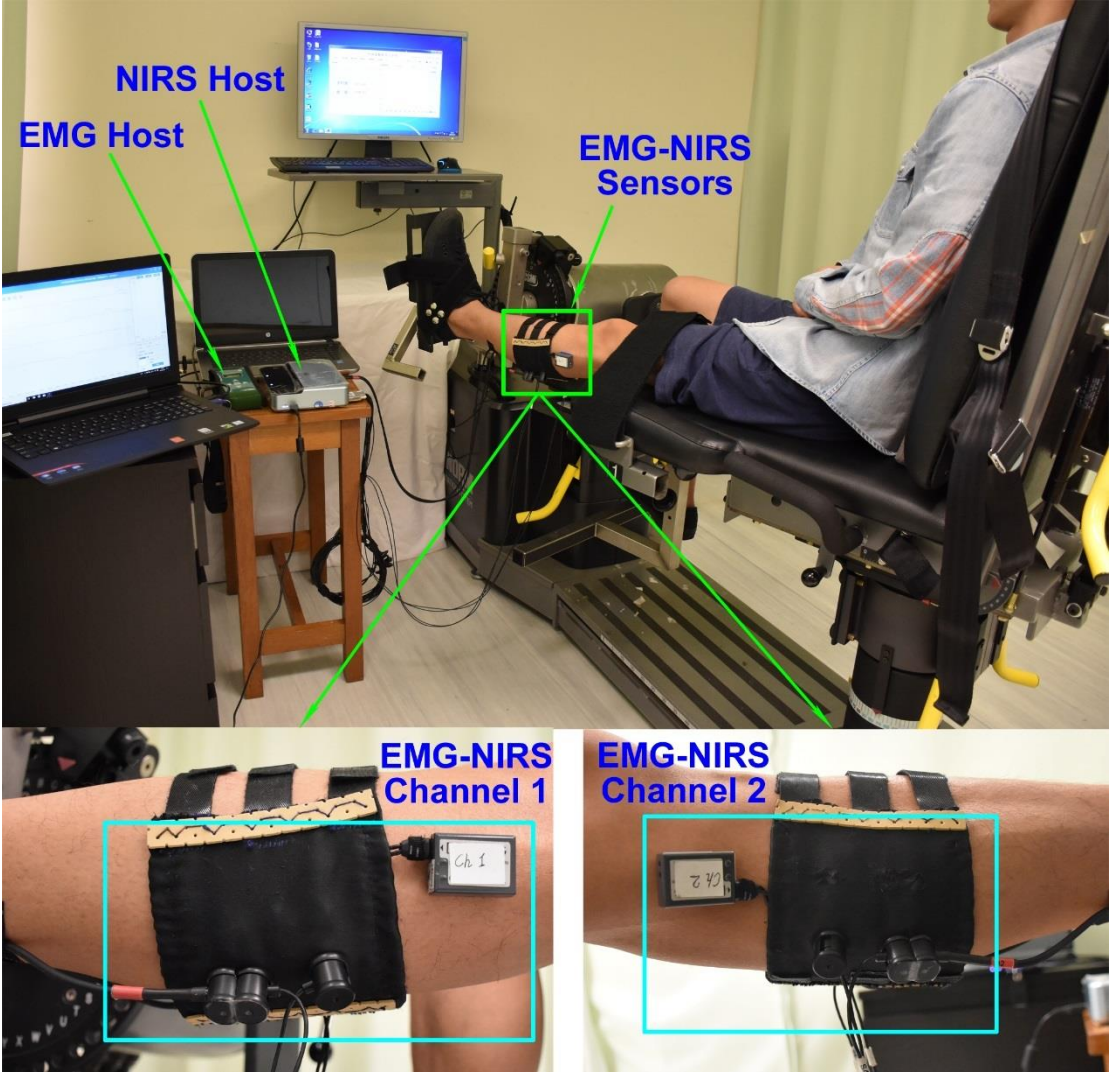 NIRS Host
EMG Host
EMG-NIRS
Sensors
1
EMG-NIRS
Channel 1
EMG-NIRS
Channel 2
Ch 1
Ch 2
Y X W V U T S